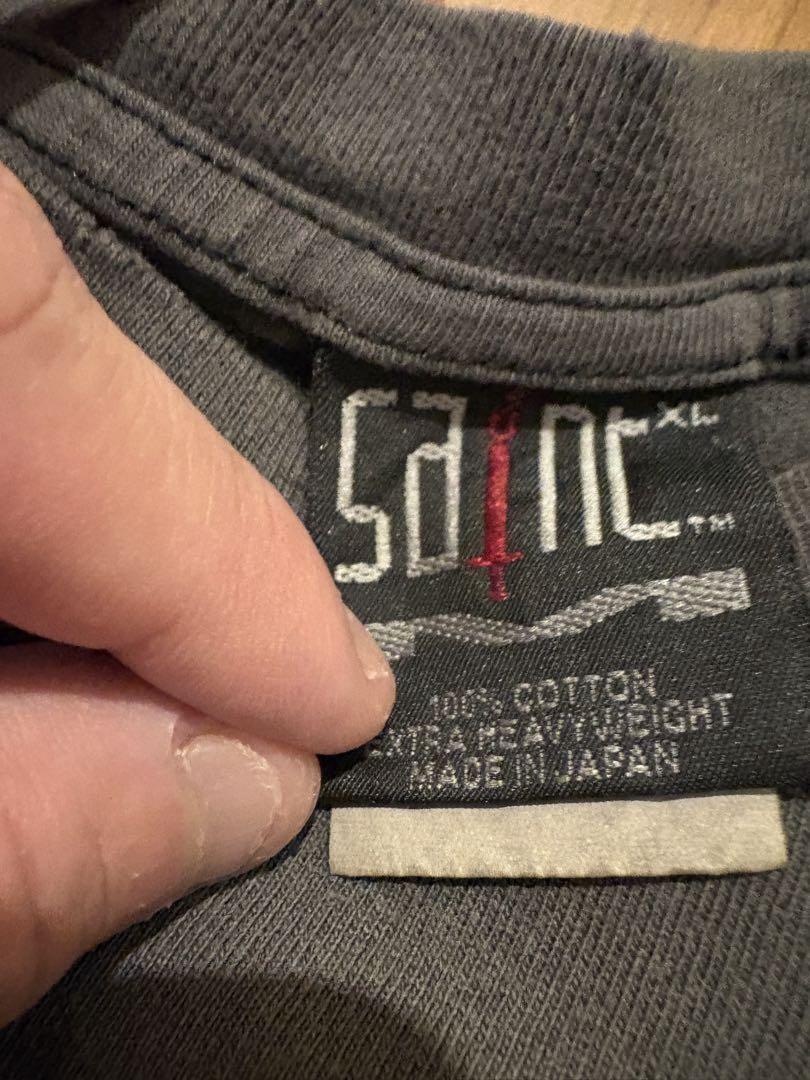 SaINt XL
TM
100% COTTON
EXTRA HEAVYWEIGHT
MADE IN JAPAN